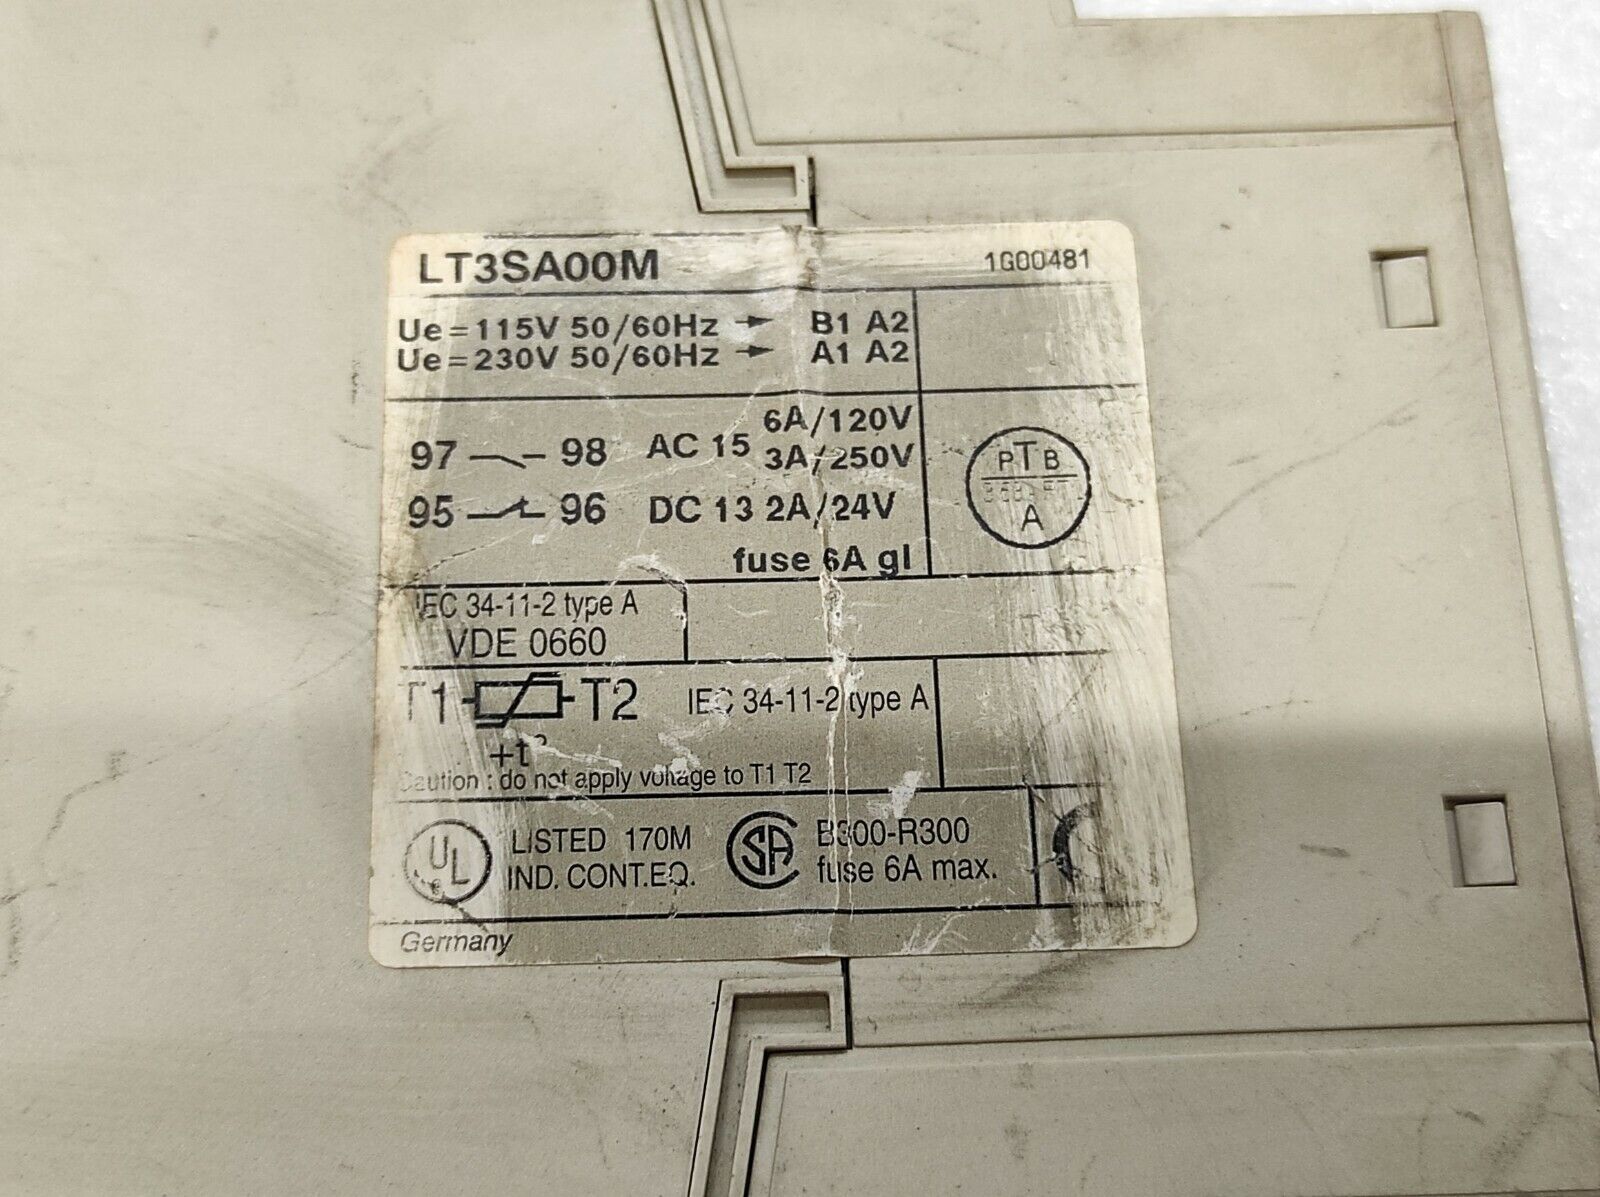 LT3SA00M 1G00481
Ue=115V 50/60Hz → B1 A2
Ue=230V 50/60Hz → A1 A2
6A/120V
97 98 AC 15 3A/250V
95 96 DC 13 2A/24V
fuse 6A gl
PTB
A
IEC 34-11-2 type A
VDE 0660
T1 T2 IEC 34-11-2 type A
+t°
Caution : do not apply voltage to T1 T2
UL LISTED 170M SA B300-R300
IND. CONT.EQ. fuse 6A max.
Germany